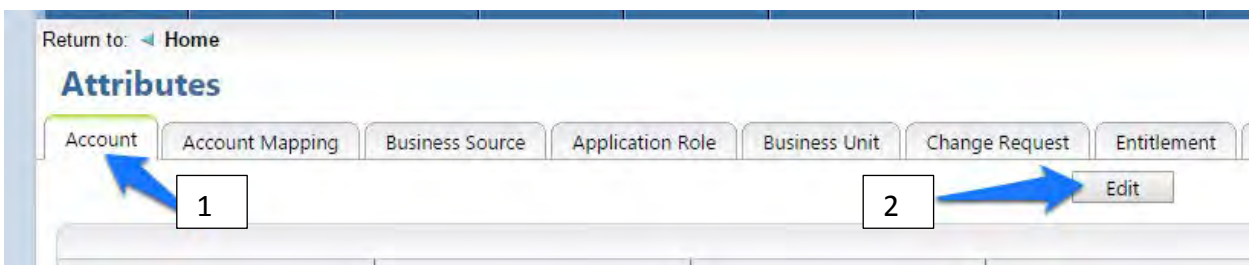 Return to: Home
Attributes
Account Account Mapping Business Source Application Role Business Unit Change Request Entitlement
1 2 Edit